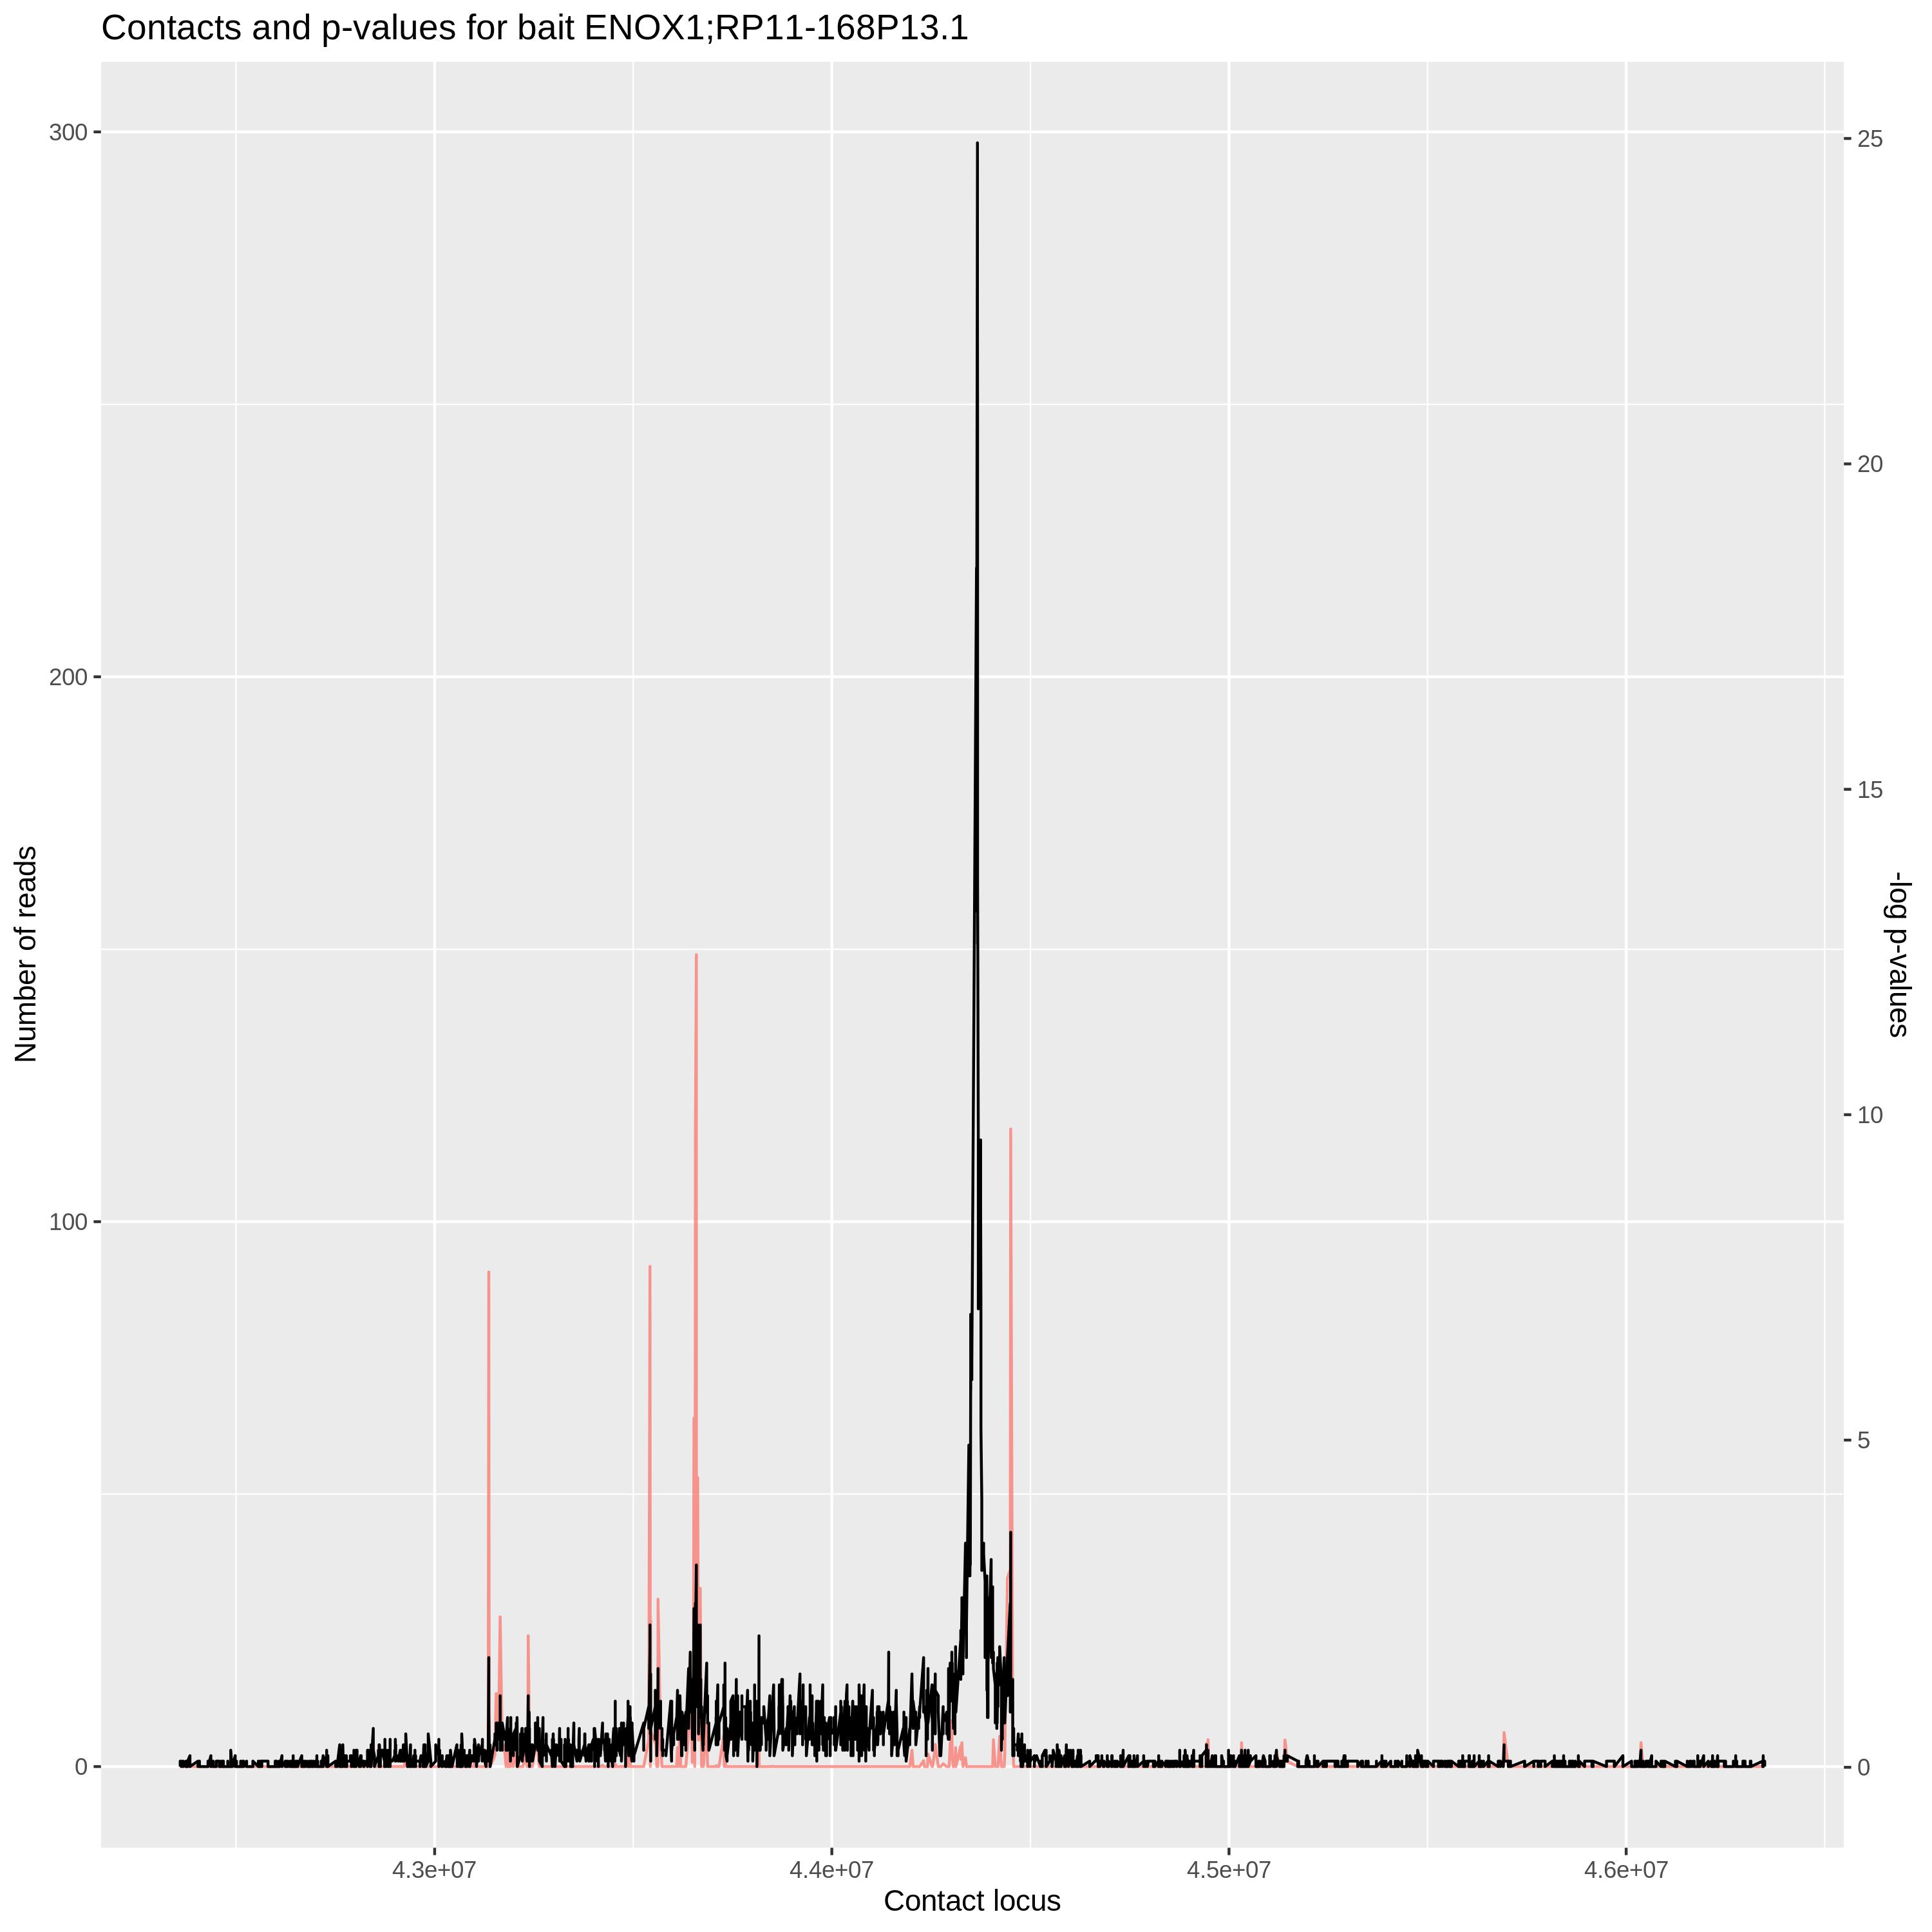 Contacts and p-values for bait ENOX1;RP11-168P13.1
300
200
100
0
Number of reads
25
20
15
10
5
0
-log p-values
4.3e+07
4.4e+07
4.5e+07
4.6e+07
Contact locus